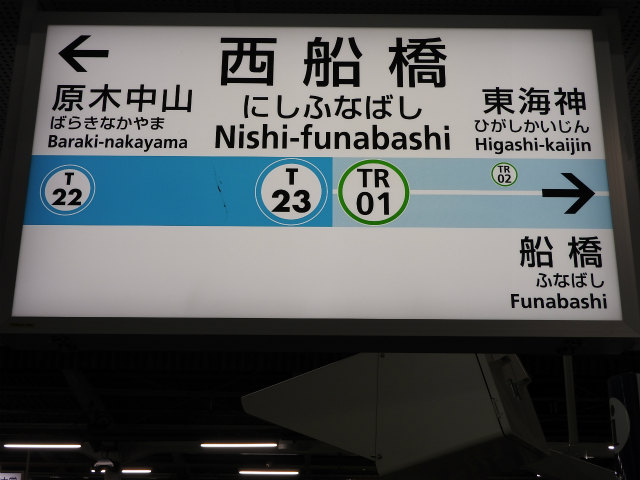 西船橋
にしふなばし
Nishi-funabashi
原木中山
ばらきなかやま
Baraki-nakayama
東海神
ひがしかいじん
Higashi-kaijin
T
22
T
23
TR
01
TR
02
船橋
ふなばし
Funabashi